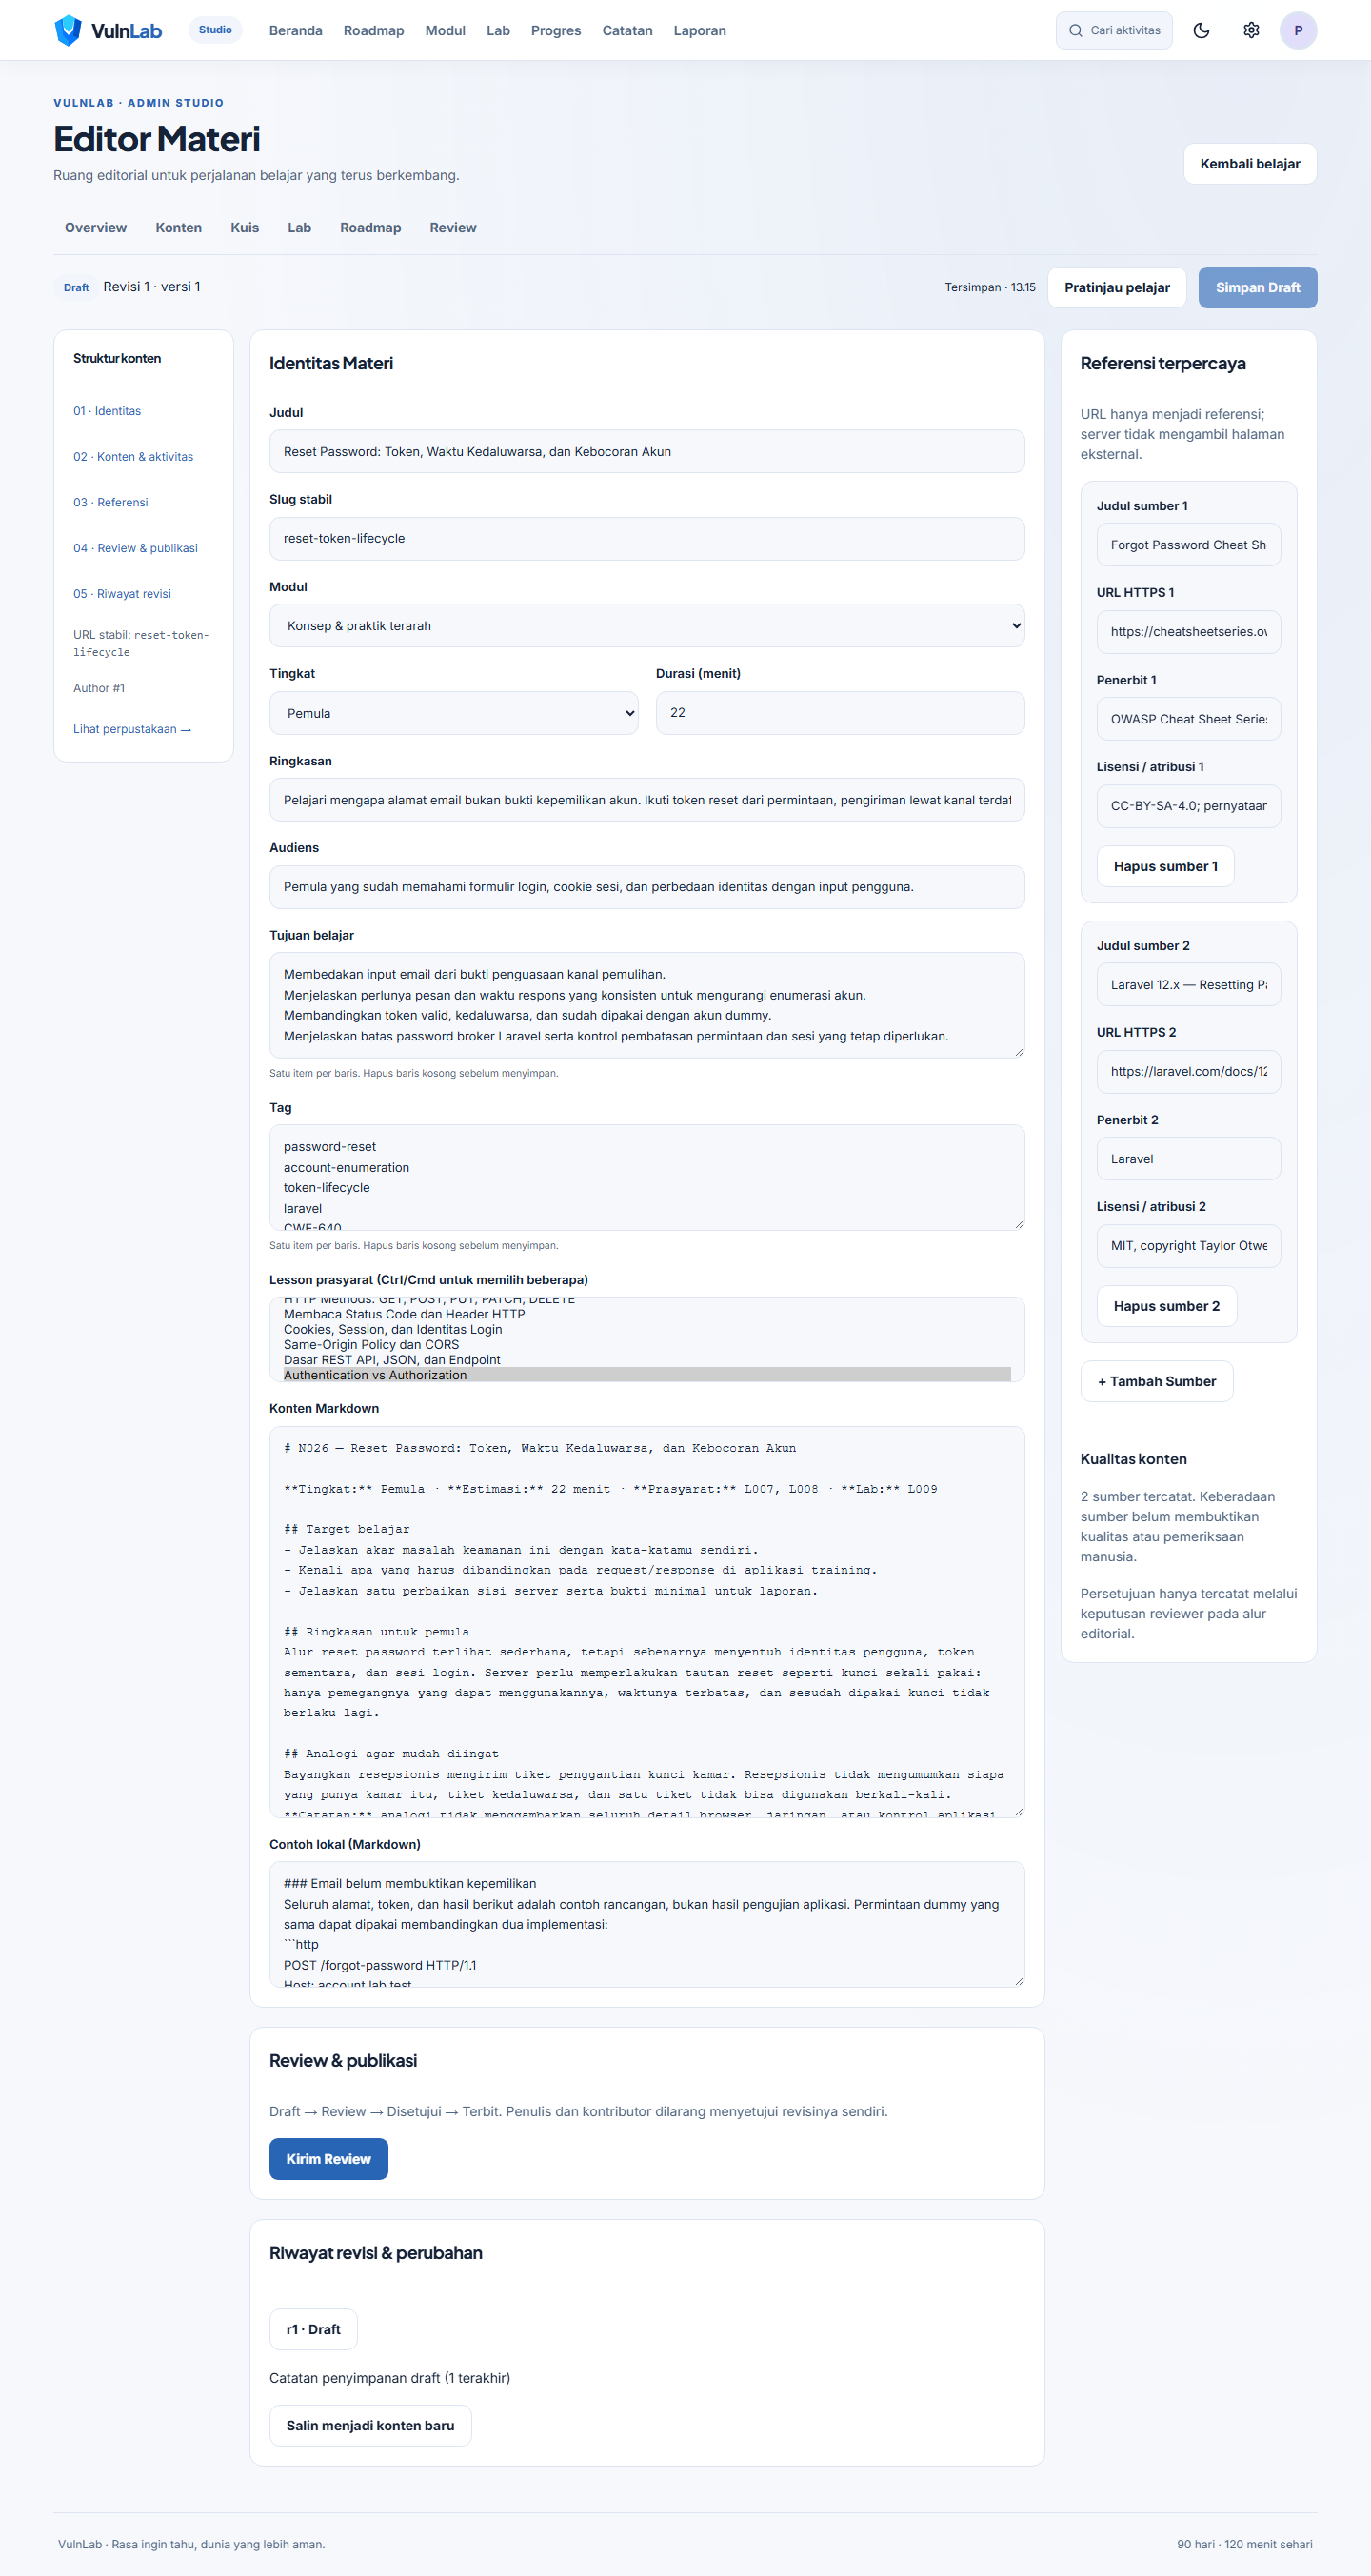 VulnLab
Studio
Beranda
Roadmap
Modul
Lab
Progres
Catatan
Laporan
Cari aktivitas
P
VULNLAB · ADMIN STUDIO
Editor Materi
Ruang editorial untuk perjalanan belajar yang terus berkembang.
Kembali belajar
Overview
Konten
Kuis
Lab
Roadmap
Review
Draft
Revisi 1 · versi 1
Tersimpan · 13.15
Pratinjau pelajar
Simpan Draft
Struktur konten
01 · Identitas
02 · Konten & aktivitas
03 · Referensi
04 · Review & publikasi
05 · Riwayat revisi
URL stabil: reset-token-
lifecycle
Author #1
Lihat perpustakaan →
Identitas Materi
Judul
Reset Password: Token, Waktu Kedaluwarsa, dan Kebocoran Akun
Slug stabil
reset-token-lifecycle
Modul
Konsep & praktik terarah
Tingkat
Pemula
Durasi (menit)
22
Ringkasan
Pelajari mengapa alamat email bukan bukti kepemilikan akun. Ikuti token reset dari permintaan, pengiriman lewat kanal
Audiens
Pemula yang sudah memahami formulir login, cookie sesi, dan perbedaan identitas dengan input pengguna.
Tujuan belajar
Membedakan input email dari bukti penguasaan kanal pemulihan.
Menjelaskan perlunya pesan dan waktu respons yang konsisten untuk mengurangi enumerasi akun.
Membandingkan token valid, kedaluwarsa, dan sudah dipakai dengan akun dummy.
Menjelaskan batas password broker Laravel serta kontrol pembatasan permintaan dan sesi yang tetap diperlukan.
Satu item per baris. Hapus baris kosong sebelum menyimpan.
Tag
password-reset
account-enumeration
token-lifecycle
laravel
CWE-640
Satu item per baris. Hapus baris kosong sebelum menyimpan.
Lesson prasyarat (Ctrl/Cmd untuk memilih beberapa)
HTTP Methods: GET, POST, PUT, PATCH, DELETE
Membaca Status Code dan Header HTTP
Cookies, Session, dan Identitas Login
Same-Origin Policy dan CORS
Dasar REST API, JSON, dan Endpoint
Authentication vs Authorization
Konten Markdown
# N026 — Reset Password: Token, Waktu Kedaluwarsa, dan Kebocoran Akun
**Tingkat:** Pemula · **Estimasi:** 22 menit · **Prasyarat:** L007, L008 · **Lab:** L009
## Target belajar
- Jelaskan akar masalah keamanan ini dengan kata-katamu sendiri.
- Kenali apa yang harus dibandingkan pada request/response di aplikasi training.
- Jelaskan satu perbaikan sisi server serta bukti minimal untuk laporan.
## Ringkasan untuk pemula
Alur reset password terlihat sederhana, tetapi sebenarnya menyentuh identitas pengguna, token
sementara, dan sesi login. Server perlu memperlakukan tautan reset seperti kunci sekali pakai:
hanya pemegangnya yang dapat menggunakannya, waktunya terbatas, dan sesudah dipakai kunci tidak
berlaku lagi.
## Analogi agar mudah diingat
Bayangkan resepsionis mengirim tiket penggantian kunci kamar. Resepsionis tidak mengumumkan siapa
yang punya kamar itu, tiket kedaluwarsa, dan satu tiket tidak bisa digunakan berkali-kali.
**Catatan:** analogi tidak menggambarkan seluruh detail browser, jaringan, atau kontrol aplikasi
Contoh lokal (Markdown)
### Email belum membuktikan kepemilikan
Seluruh alamat, token, dan hasil berikut adalah contoh rancangan, bukan hasil pengujian aplikasi. Permintaan dummy yang
sama dapat dipakai membandingkan dua implementasi:
```http
POST /forgot-password HTTP/1.1
Host: account.lab.test
Review & publikasi
Draft → Review → Disetujui → Terbit. Penulis dan kontributor dilarang menyetujui revisinya sendiri.
Kirim Review
Riwayat revisi & perubahan
r1 · Draft
Catatan penyimpanan draft (1 terakhir)
Salin menjadi konten baru
Referensi terpercaya
URL hanya menjadi referensi;
server tidak mengambil halaman
eksternal.
Judul sumber 1
Forgot Password Cheat Sh
URL HTTPS 1
https://cheatsheetseries.ow
Penerbit 1
OWASP Cheat Sheet Series
Lisensi / atribusi 1
CC-BY-SA-4.0; pernyataan
Hapus sumber 1
Judul sumber 2
Laravel 12.x — Resetting Pa
URL HTTPS 2
https://laravel.com/docs/12
Penerbit 2
Laravel
Lisensi / atribusi 2
MIT, copyright Taylor Otwe
Hapus sumber 2
+ Tambah Sumber
Kualitas konten
2 sumber tercatat. Keberadaan
sumber belum membuktikan
kualitas atau pemeriksaan
manusia.
Persetujuan hanya tercatat melalui
keputusan reviewer pada alur
editorial.
VulnLab · Rasa ingin tahu, dunia yang lebih aman.
90 hari · 120 menit sehari